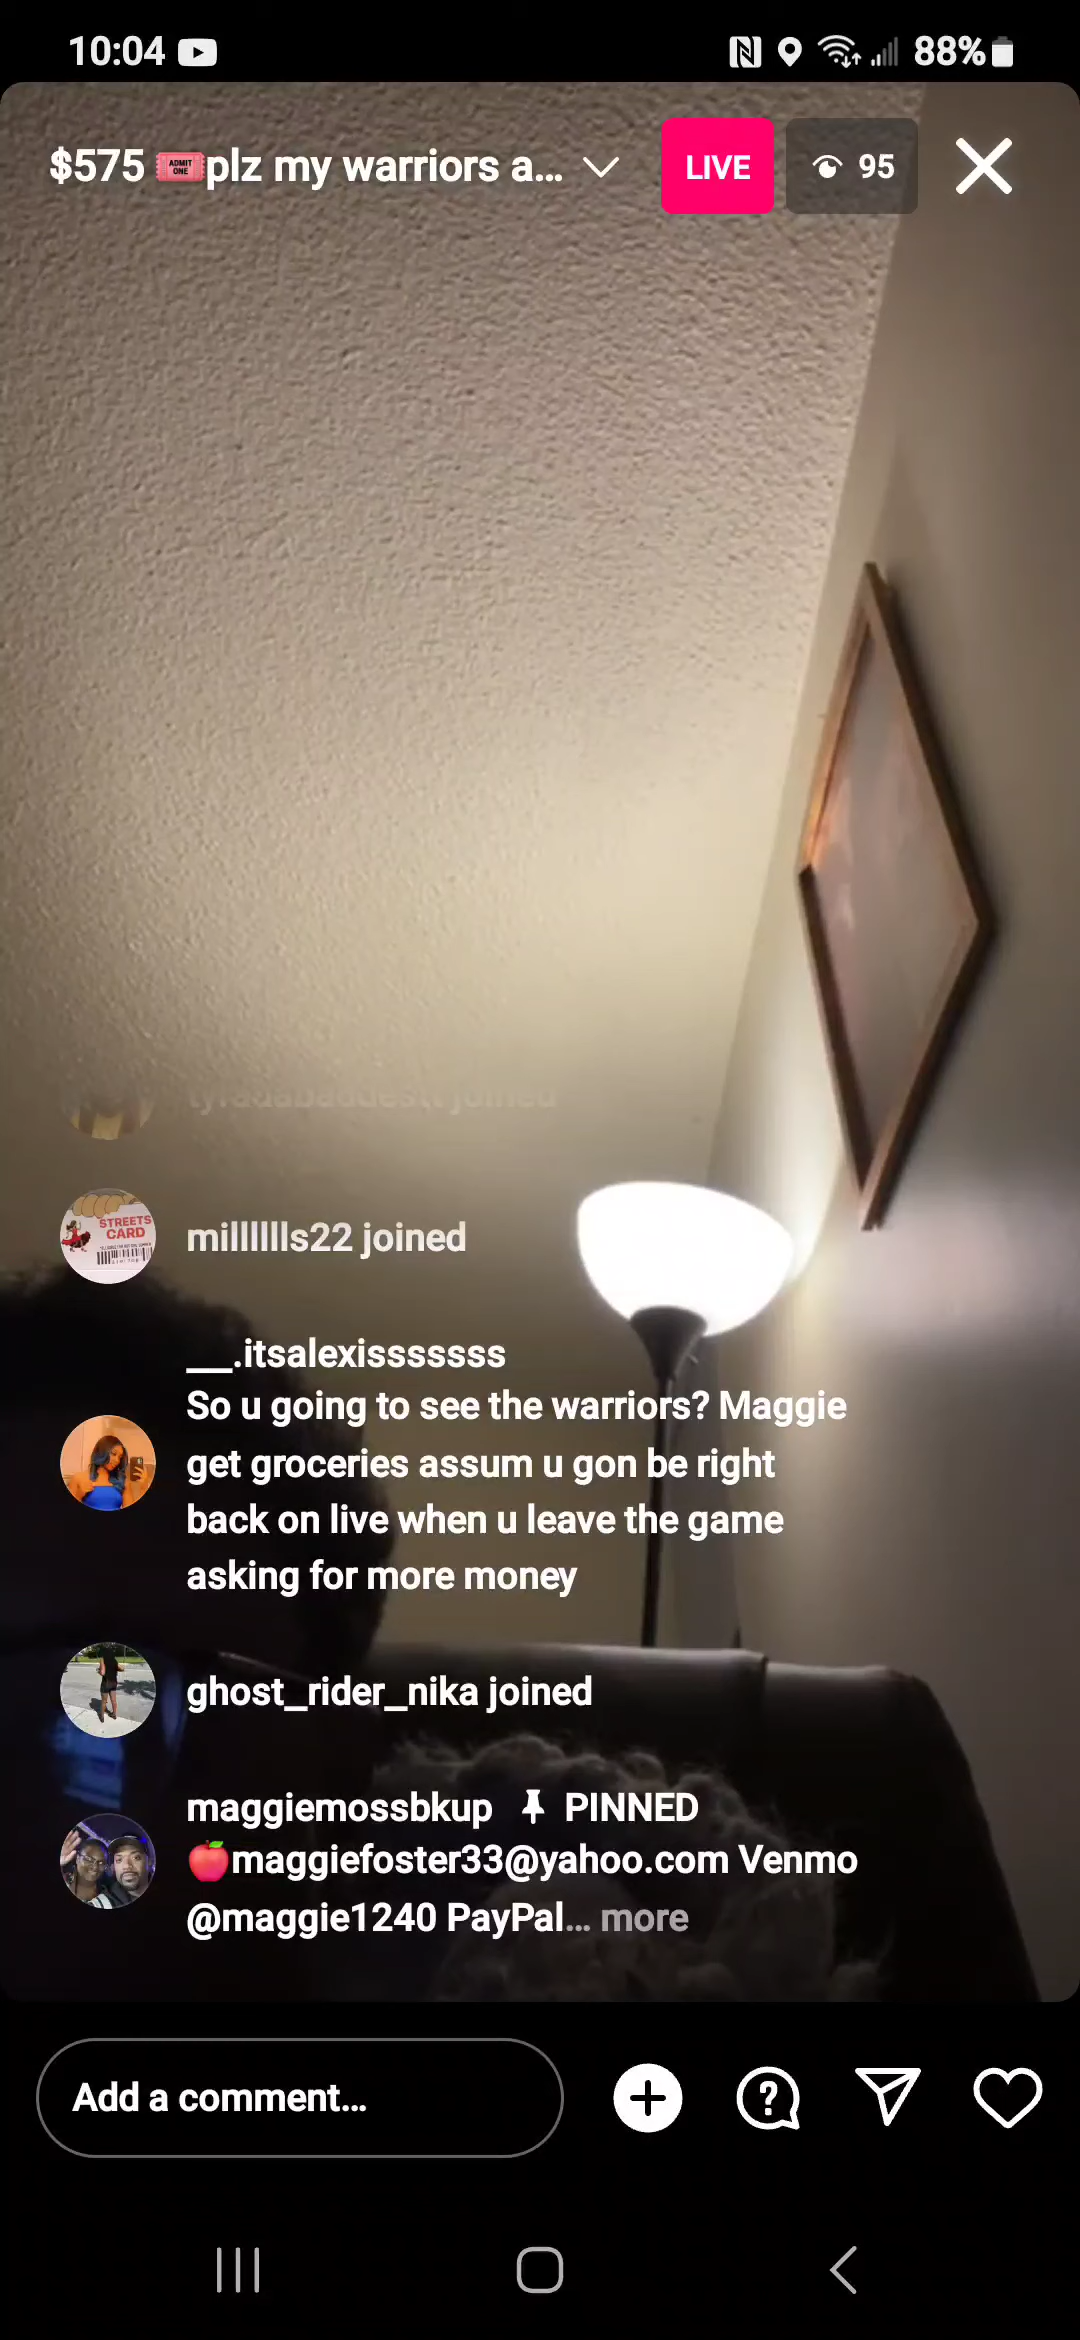 10:04
88%
$575 🎟plz my warriors a...
LIVE
95
STREETS
CARD
milllllls22 joined
___.itsalexisssssss
So u going to see the warriors? Maggie
get groceries assum u gon be right
back on live when u leave the game
asking for more money
ghost_rider_nika joined
maggiemossbkup PINNED
🍎maggiefoster33@yahoo.com Venmo
@maggie1240 PayPal... more
Add a comment...